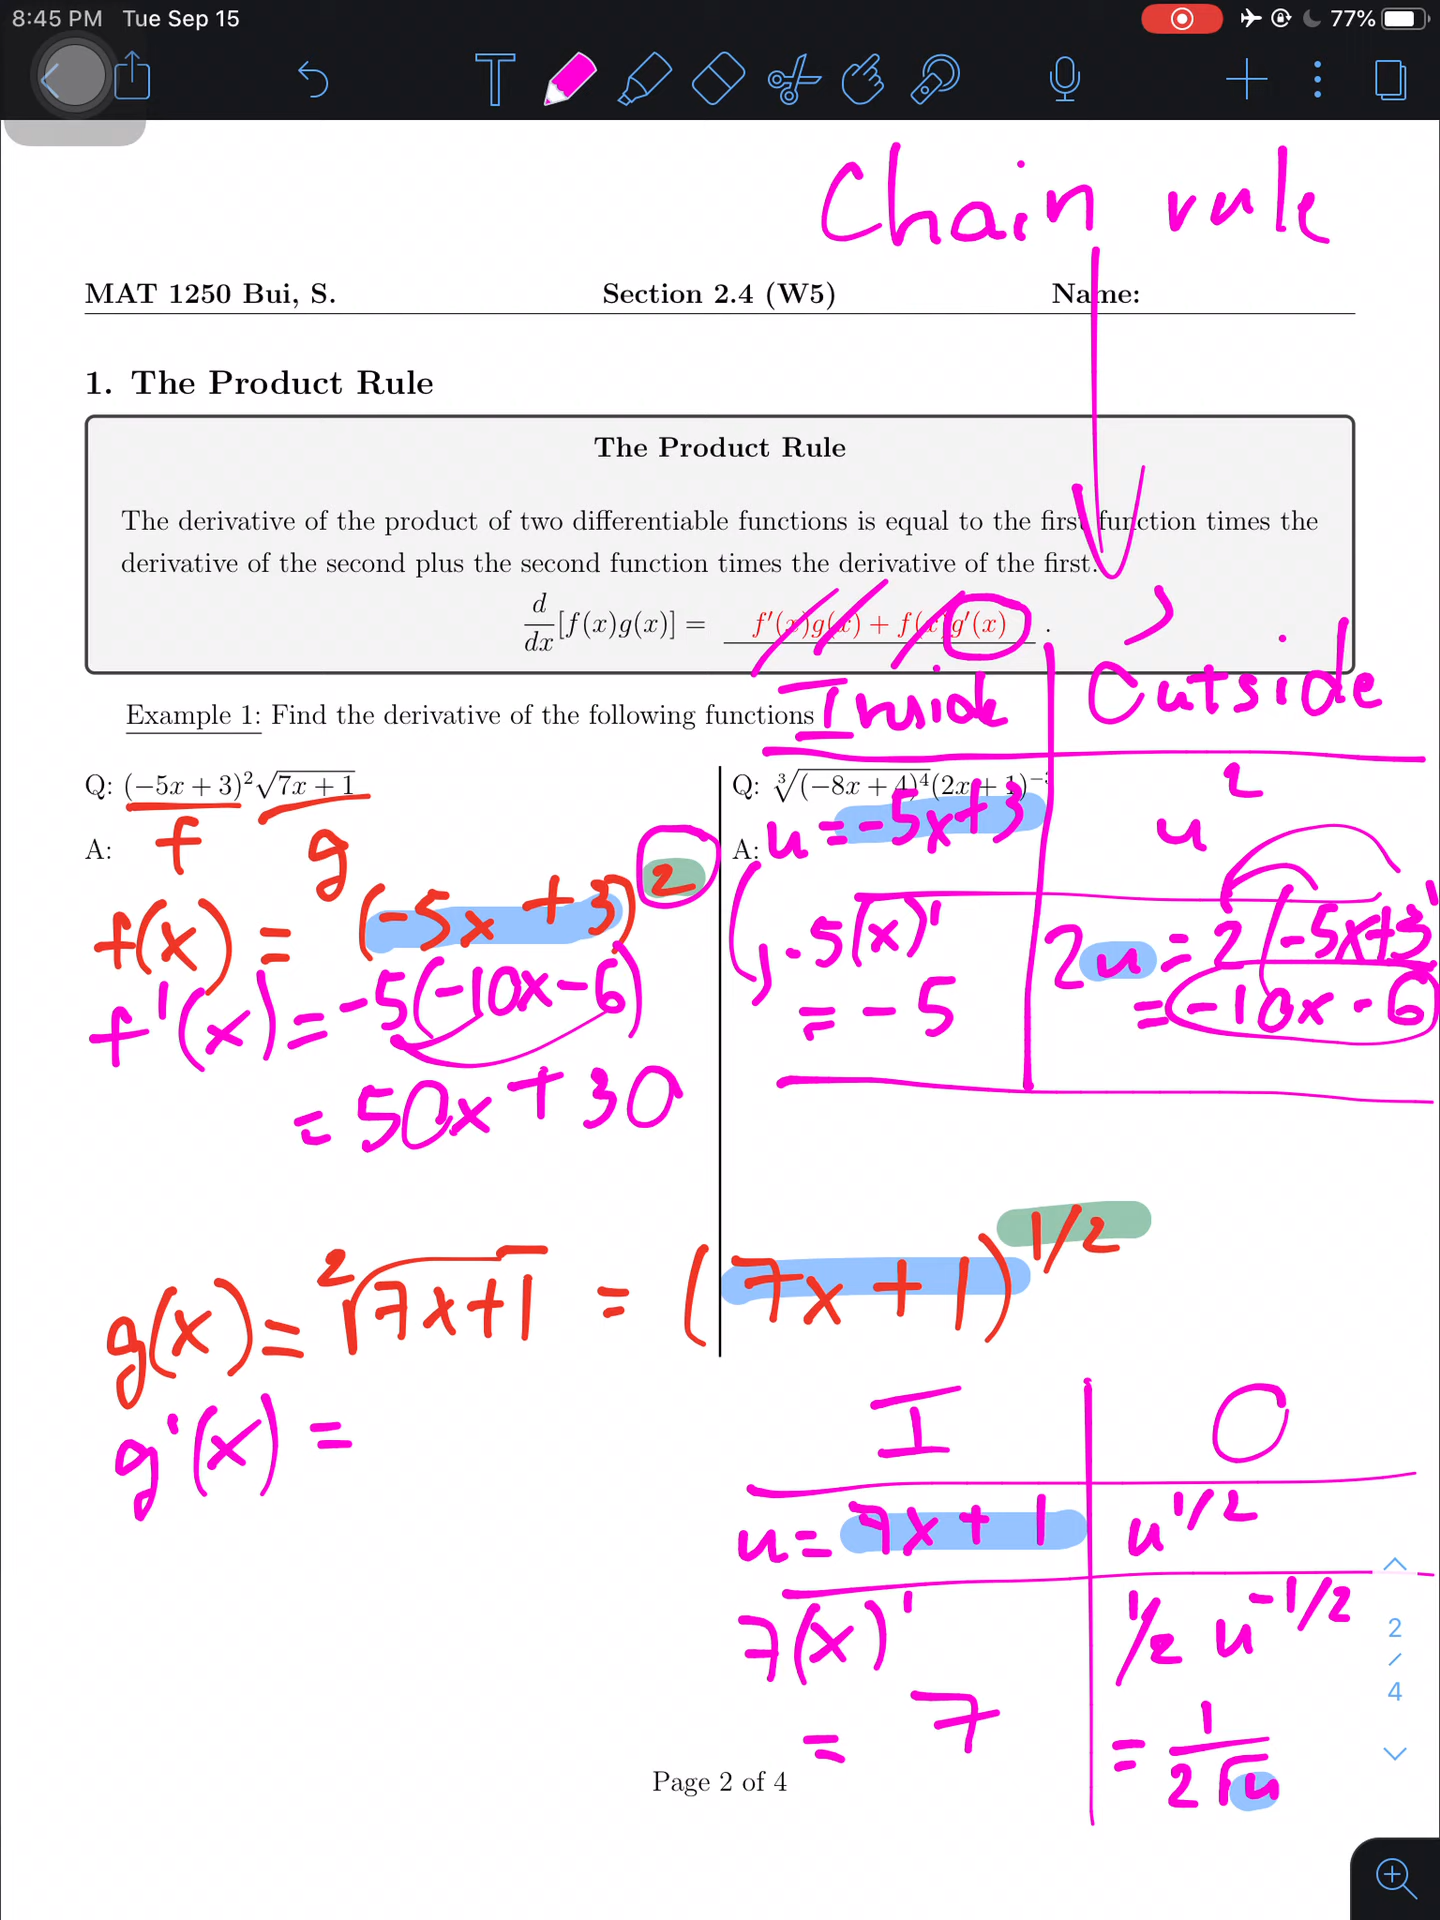 8:45 PM Tue Sep 15 77%
Chain rule
MAT 1250 Bui, S. Section 2.4 (W5) Name:
1. The Product Rule
The Product Rule
The derivative of the product of two differentiable functions is equal to the first function times the
derivative of the second plus the second function times the derivative of the first.
d/dx [f(x)g(x)] = f'(x)g(x) + f(x)g'(x) .
Inside Outside
Example 1: Find the derivative of the following functions
Q: (−5x + 3)²√(7x + 1)
Q: ∛((−8x + 4)⁴)(2x + 1)⁻
f g
A:
A:
u = -5x+3 u²
f(x) = (-5x + 3)²
-5(x)' 2u = 2(-5x+3)
f'(x) = -5(-10x-6)
= -5 = (-10x - 6)
= 50x + 30
g(x) = ²√(7x+1) = (7x + 1)^1/2
g'(x) =
I O
u = 7x + 1 u^1/2
7(x)' 1/2 u^-1/2
= 7 = 1/(2√u)
2
/
4
Page 2 of 4